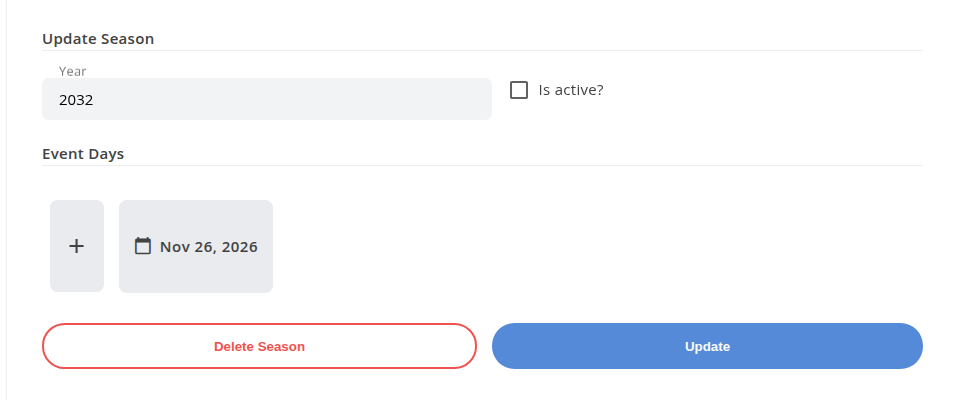 Update Season
Year
2032
Is active?
Event Days
+
Nov 26, 2026
Delete Season
Update